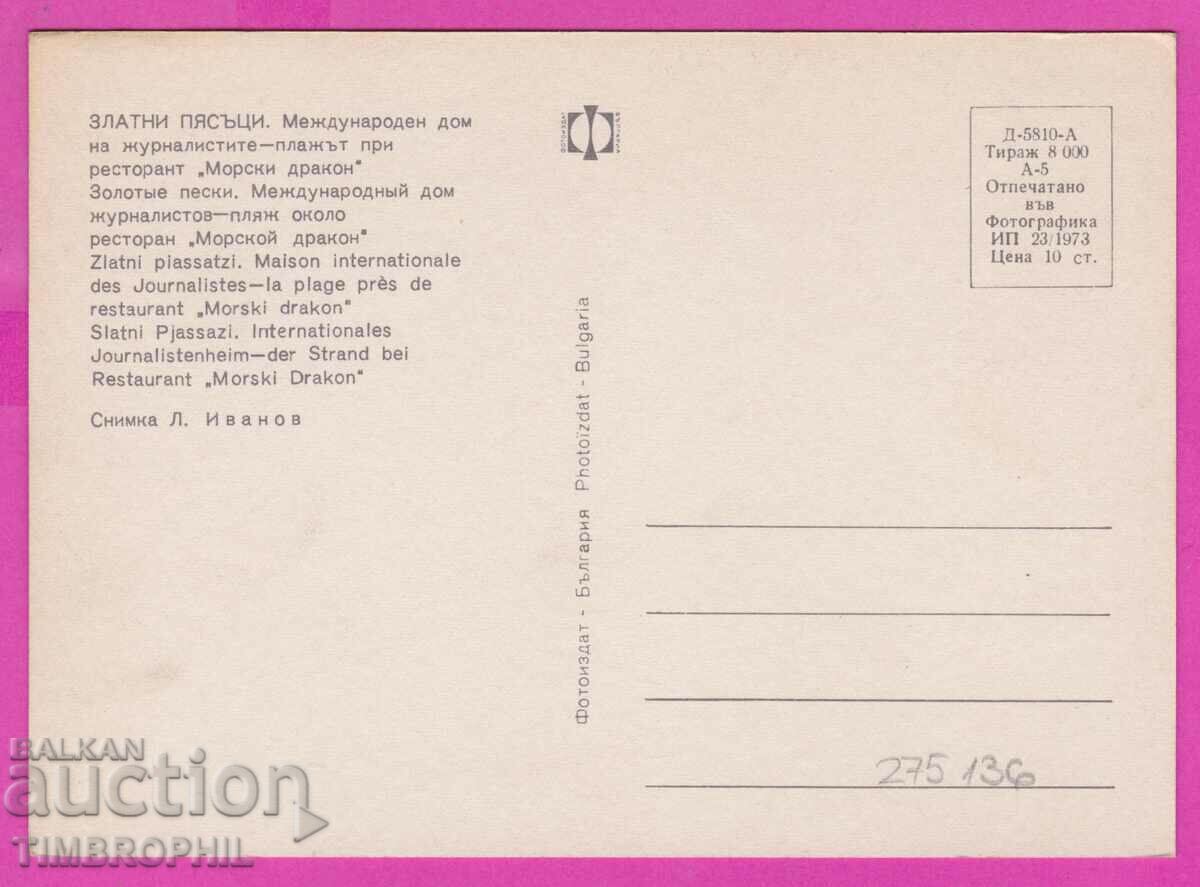 ЗЛАТНИ ПЯСЪЦИ. Международен дом
на журналистите—плажът при
ресторант „Морски дракон"
Золотые пески. Международный дом
журналистов—пляж около
ресторан „Морской дракон"
Zlatni piassatzi. Maison internationale
des Journalistes—la plage près de
restaurant „Morski drakon"
Slatni Pjassazi. Internationales
Journalistenheim—der Strand bei
Restaurant „Morski Drakon"
Снимка Л. Иванов
Фотоиздат - България Photoïzdat - Bulgaria
Д-5810-А
Тираж 8 000
А-5
Отпечатано
във
Фотографика
ИП 23/1973
Цена 10 ст.
275136
BALKAN
auction
TIMBROPHIL